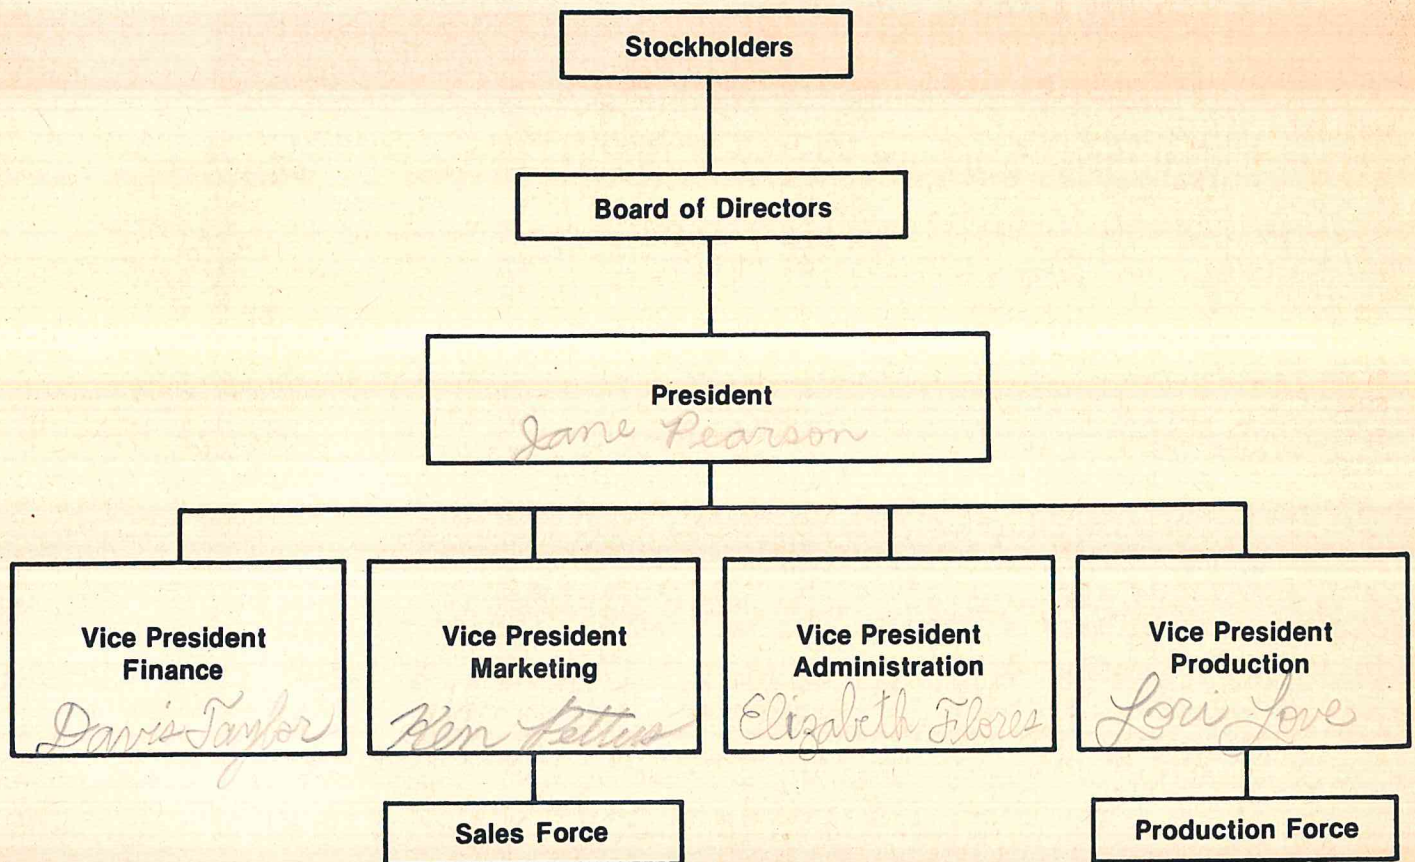 Stockholders
Board of Directors
President
Jane Pearson
Vice President
Finance
Davis Taylor
Vice President
Marketing
Ken Pettus
Vice President
Administration
Elizabeth Flores
Vice President
Production
Lori Love
Sales Force
Production Force